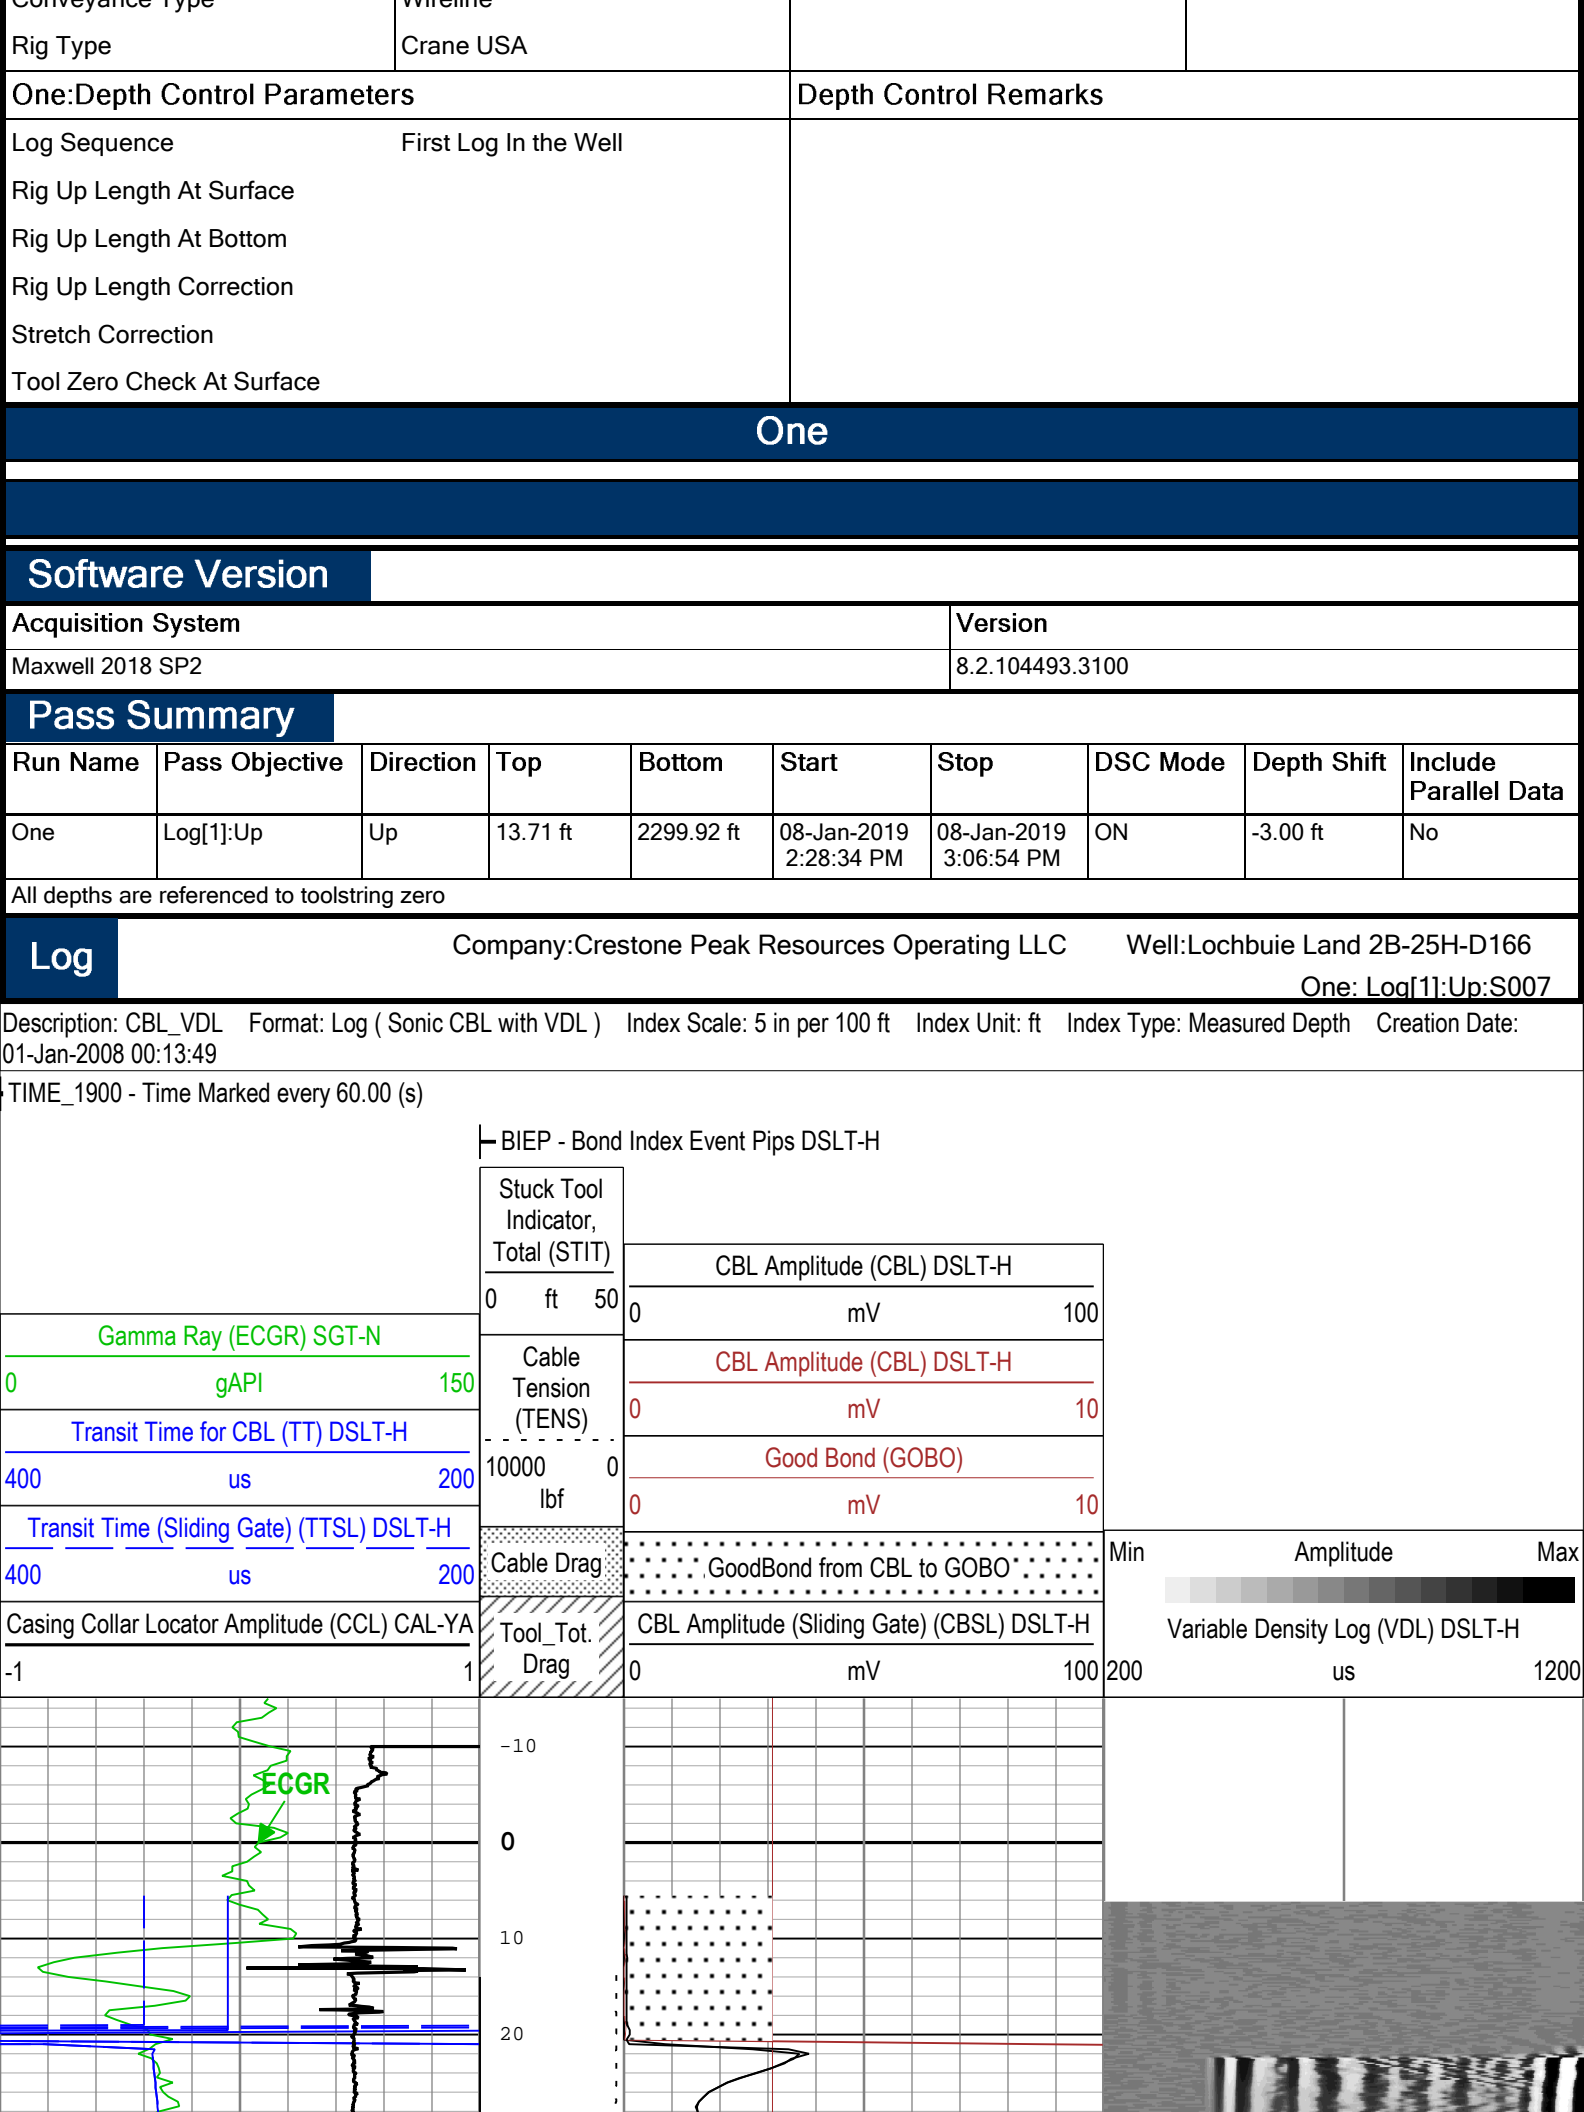 Conveyance Type Wireline
Rig Type Crane USA
One:Depth Control Parameters Depth Control Remarks
Log Sequence First Log In the Well
Rig Up Length At Surface
Rig Up Length At Bottom
Rig Up Length Correction
Stretch Correction
Tool Zero Check At Surface
One
Software Version
Acquisition System Version
Maxwell 2018 SP2 8.2.104493.3100
Pass Summary
Run Name Pass Objective Direction Top Bottom Start Stop DSC Mode Depth Shift Include
Parallel Data
One Log[1]:Up Up 13.71 ft 2299.92 ft 08-Jan-2019 08-Jan-2019 ON -3.00 ft No
2:28:34 PM 3:06:54 PM
All depths are referenced to toolstring zero
Log Company:Crestone Peak Resources Operating LLC Well:Lochbuie Land 2B-25H-D166
One: Log[1]:Up:S007
Description: CBL_VDL Format: Log ( Sonic CBL with VDL ) Index Scale: 5 in per 100 ft Index Unit: ft Index Type: Measured Depth Creation Date:
01-Jan-2008 00:13:49
TIME_1900 - Time Marked every 60.00 (s)
BIEP - Bond Index Event Pips DSLT-H
Stuck Tool
Indicator,
Total (STIT)
0 ft 50
Cable
Tension
(TENS)
10000 0
lbf
Cable Drag
Tool_Tot.
Drag
Gamma Ray (ECGR) SGT-N
0 gAPI 150
Transit Time for CBL (TT) DSLT-H
400 us 200
Transit Time (Sliding Gate) (TTSL) DSLT-H
400 us 200
Casing Collar Locator Amplitude (CCL) CAL-YA
-1 1
CBL Amplitude (CBL) DSLT-H
0 mV 100
CBL Amplitude (CBL) DSLT-H
0 mV 10
Good Bond (GOBO)
0 mV 10
GoodBond from CBL to GOBO
CBL Amplitude (Sliding Gate) (CBSL) DSLT-H
0 mV 100
Min Amplitude Max
Variable Density Log (VDL) DSLT-H
200 us 1200
-10
ECGR
0
10
20